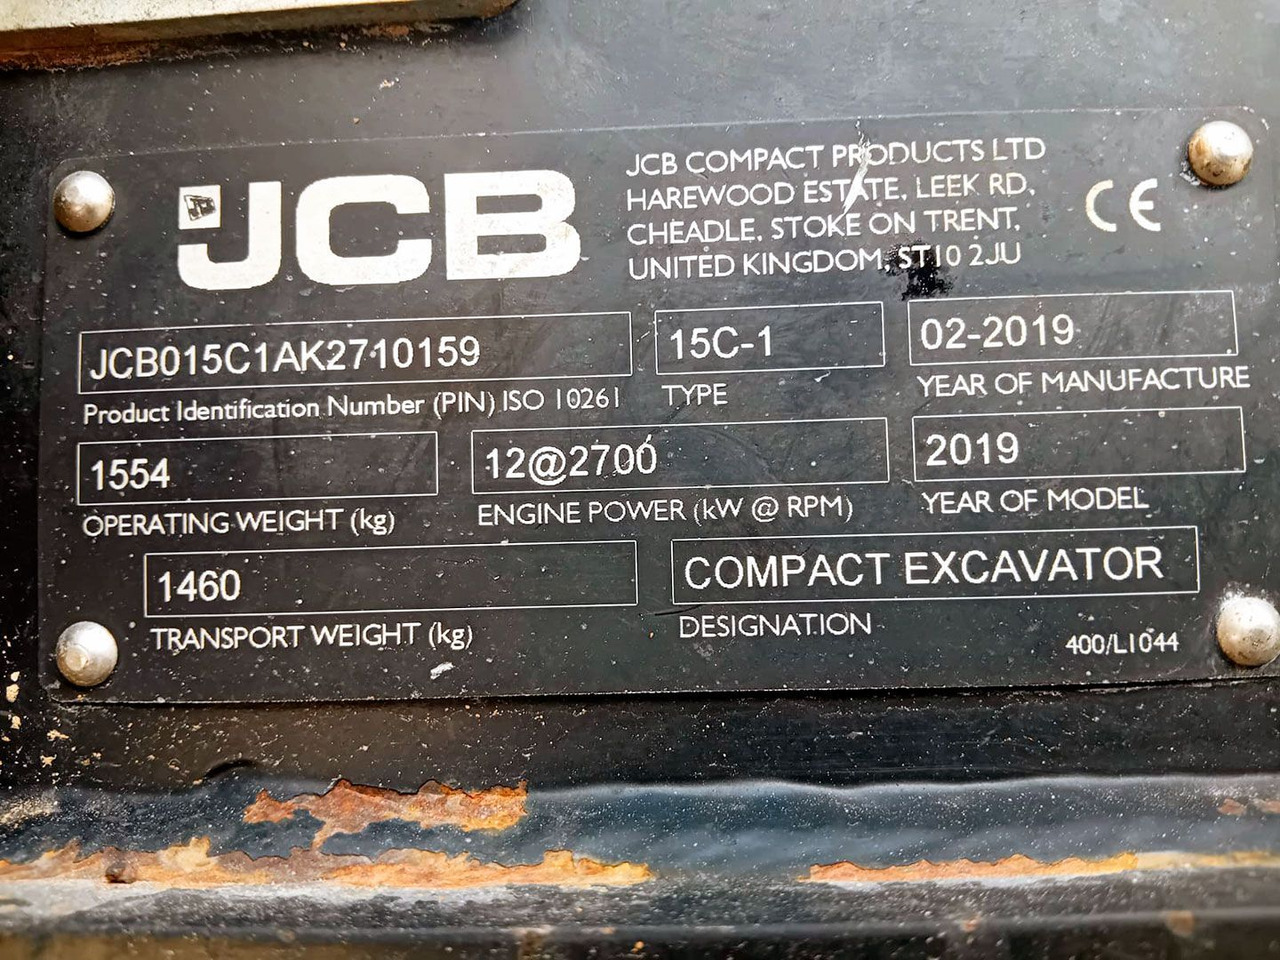 JCB
JCB COMPACT PRODUCTS LTD
HAREWOOD ESTATE, LEEK RD,
CHEADLE, STOKE ON TRENT,
UNITED KINGDOM, ST10 2JU
CE
JCB015C1AK2710159
Product Identification Number (PIN) ISO 10261
15C-1
TYPE
02-2019
YEAR OF MANUFACTURE
1554
OPERATING WEIGHT (kg)
12@2700
ENGINE POWER (kW @ RPM)
2019
YEAR OF MODEL
1460
TRANSPORT WEIGHT (kg)
COMPACT EXCAVATOR
DESIGNATION
400/L1044